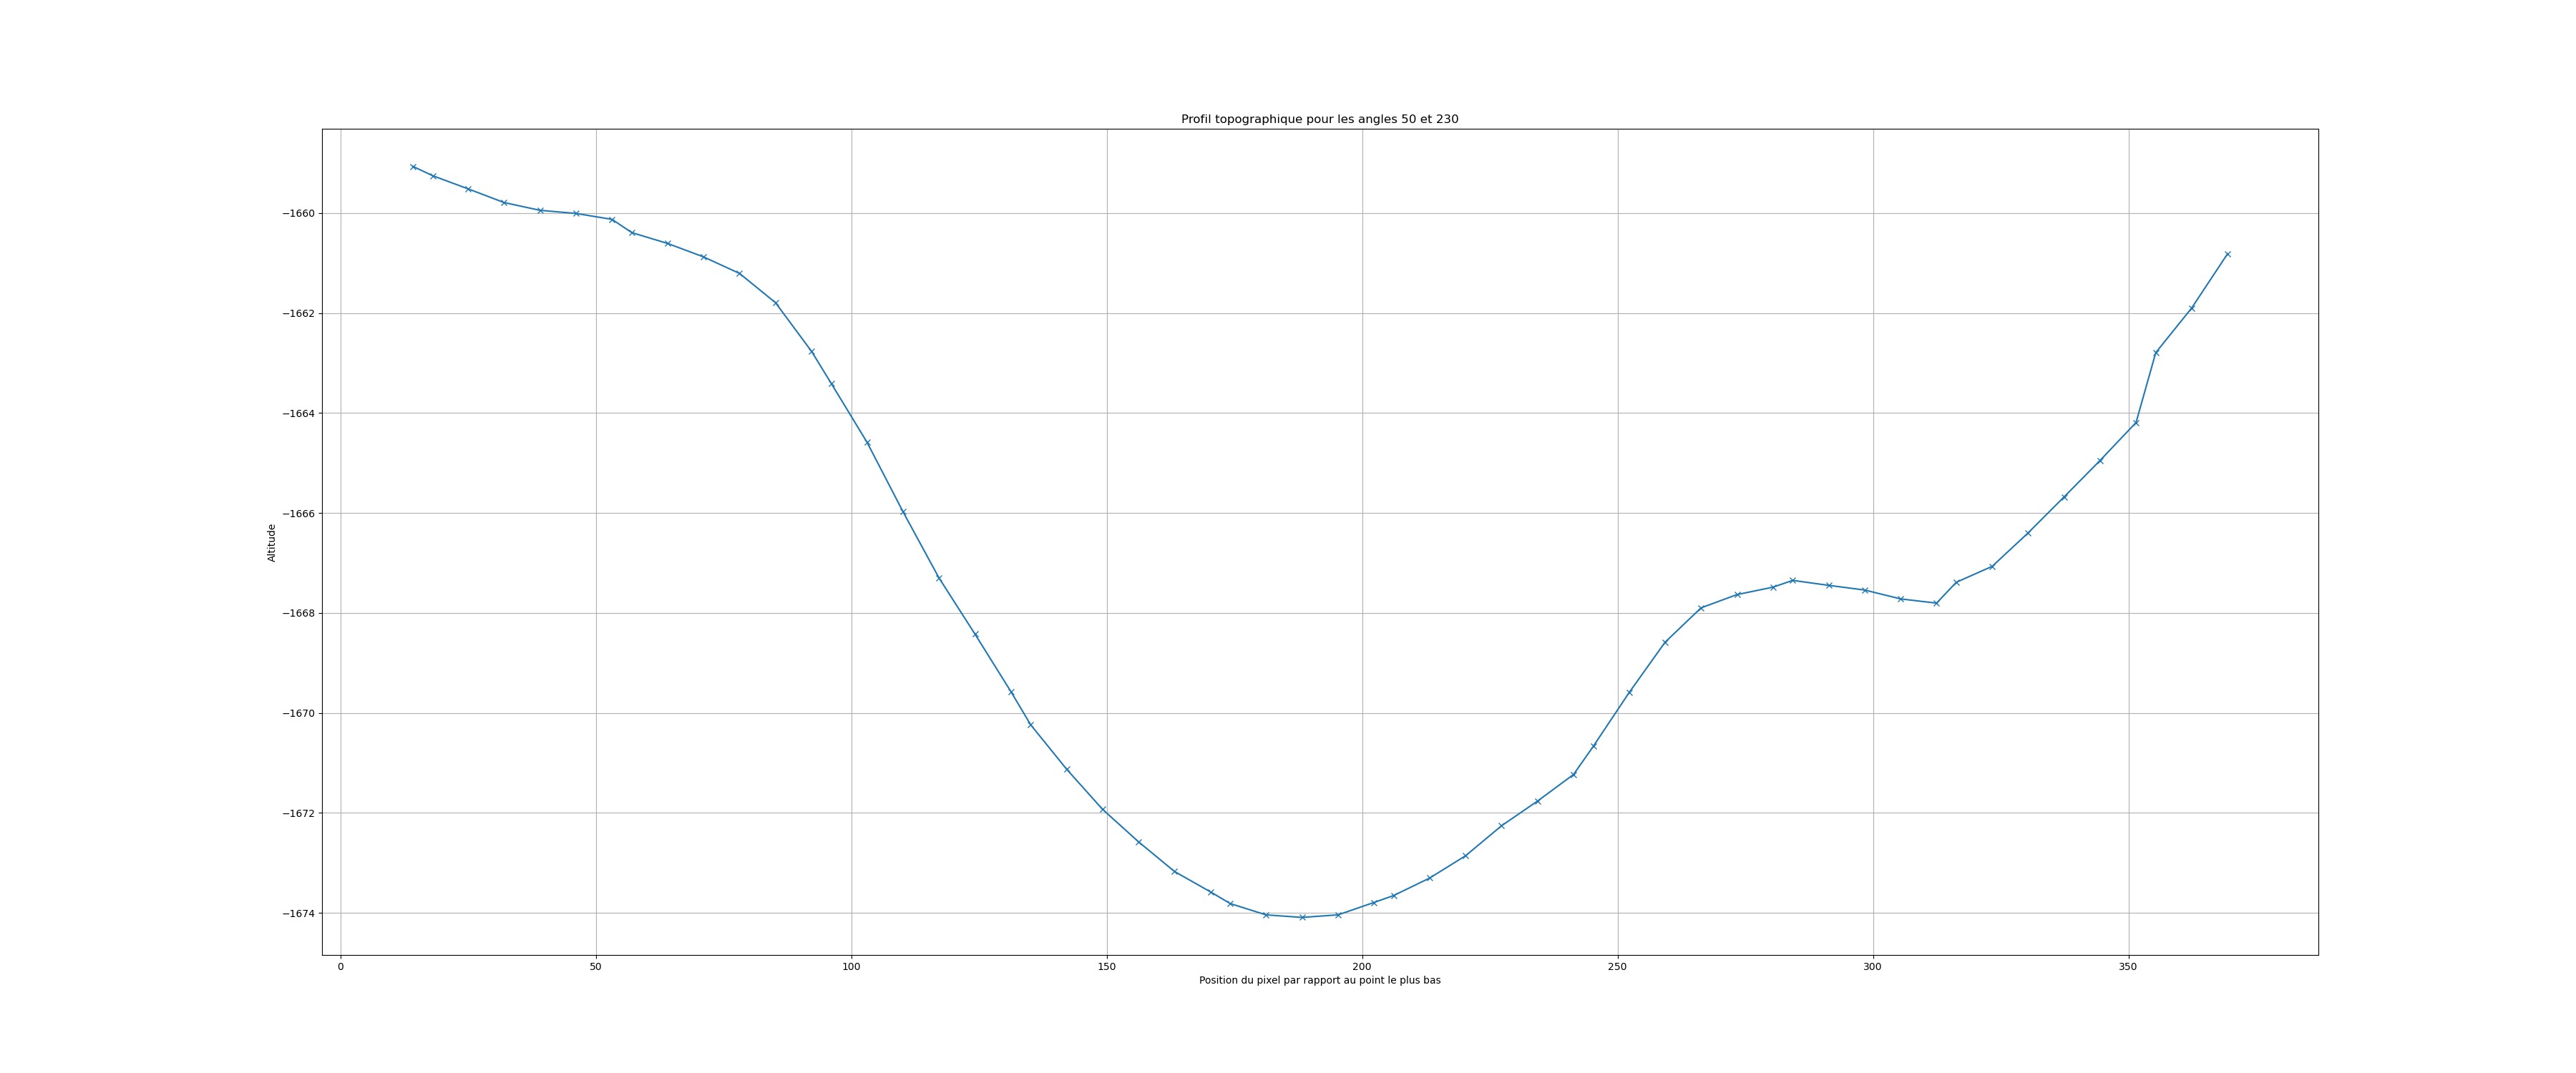 Profil topographique pour les angles 50 et 230
−1660
−1662
−1664
−1666
−1668
−1670
−1672
−1674
Altitude
0 50 100 150 200 250 300 350
Position du pixel par rapport au point le plus bas